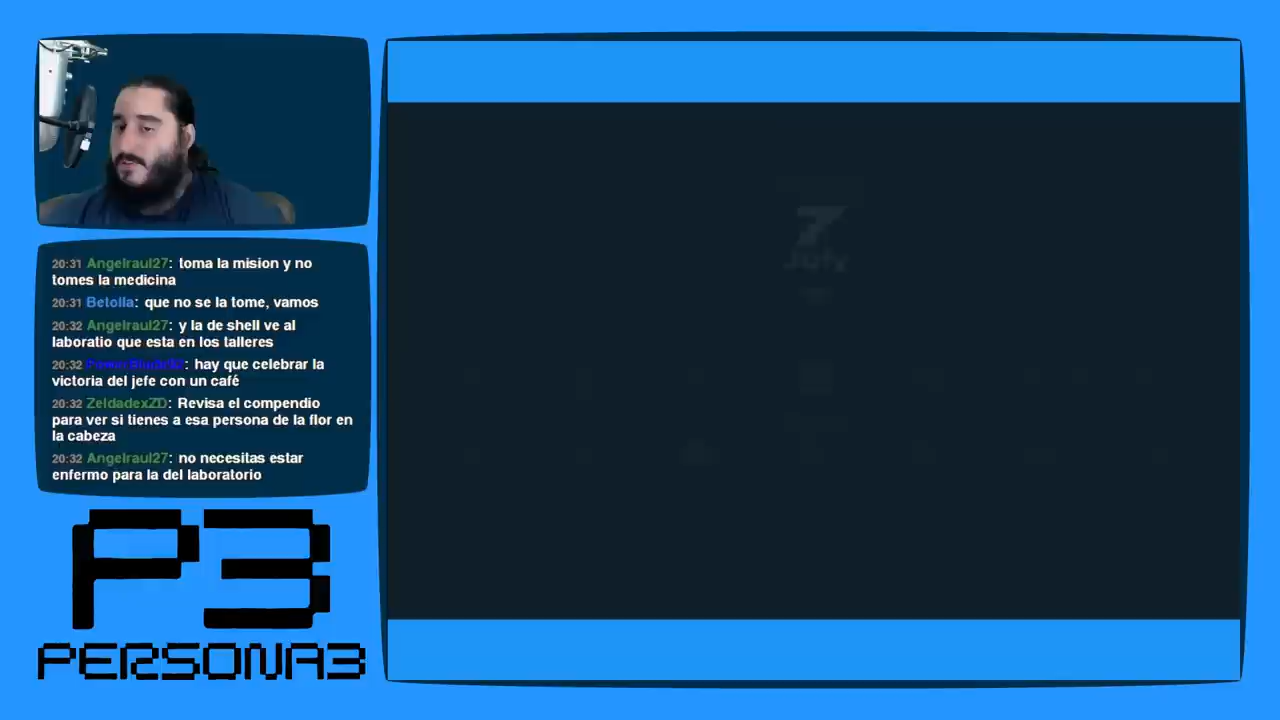 20:31 Angelraul27: toma la mision y no
tomes la medicina
20:31 Betolla: que no se la tome, vamos
20:32 Angelraul27: y la de shell ve al
laboratio que esta en los talleres
20:32 : hay que celebrar la
victoria del jefe con un café
20:32 ZeldadexZD: Revisa el compendio
para ver si tienes a esa persona de la flor en
la cabeza
20:32 Angelraul27: no necesitas estar
enfermo para la del laboratorio
P3
PERSONA3
7
July